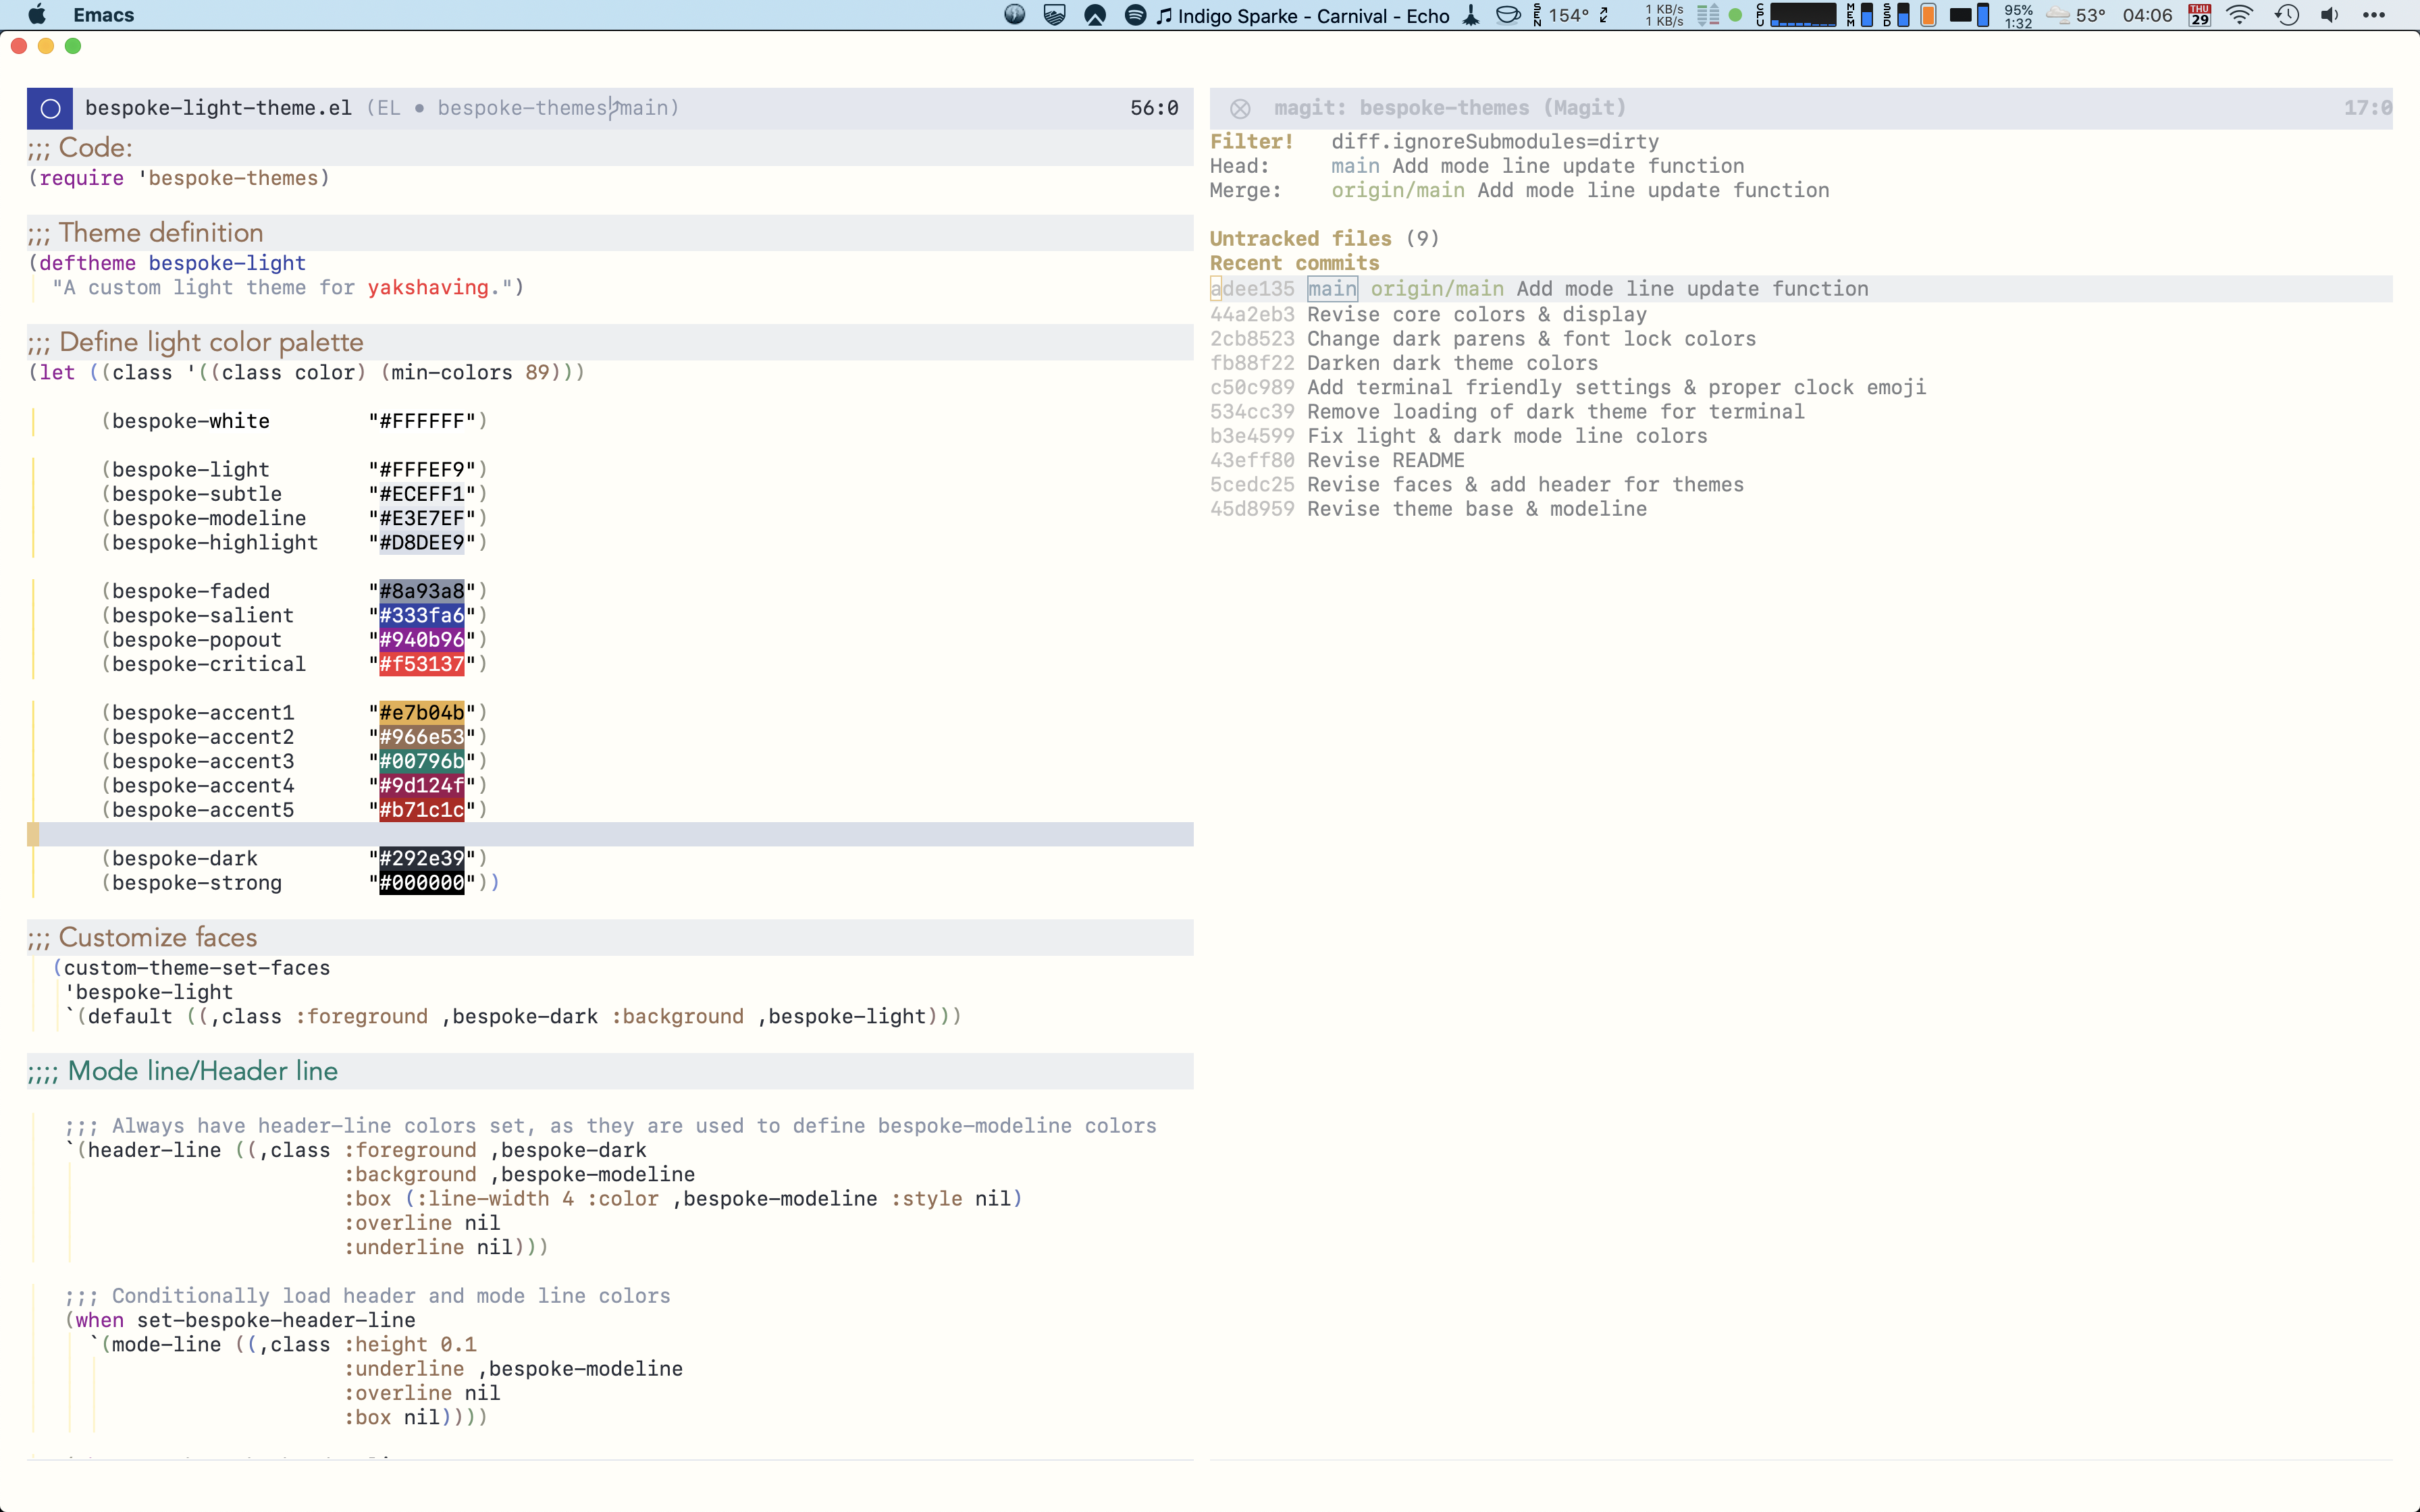 Emacs
Indigo Sparke - Carnival - Echo SEN 154° 1 KB/s 1 KB/s CPU MEM SSD 95% 1:32 53° 04:06 THU 29
bespoke-light-theme.el (EL • bespoke-themes main) 56:0
;;; Code:
(require 'bespoke-themes)
;;; Theme definition
(deftheme bespoke-light
"A custom light theme for yakshaving.")
;;; Define light color palette
(let ((class '((class color) (min-colors 89)))
(bespoke-white "#FFFFFF")
(bespoke-light "#FFFEF9")
(bespoke-subtle "#ECEFF1")
(bespoke-modeline "#E3E7EF")
(bespoke-highlight "#D8DEE9")
(bespoke-faded "#8a93a8")
(bespoke-salient "#333fa6")
(bespoke-popout "#940b96")
(bespoke-critical "#f53137")
(bespoke-accent1 "#e7b04b")
(bespoke-accent2 "#966e53")
(bespoke-accent3 "#00796b")
(bespoke-accent4 "#9d124f")
(bespoke-accent5 "#b71c1c")
(bespoke-dark "#292e39")
(bespoke-strong "#000000"))
;;; Customize faces
(custom-theme-set-faces
'bespoke-light
`(default ((,class :foreground ,bespoke-dark :background ,bespoke-light)))
;;;; Mode line/Header line
;;; Always have header-line colors set, as they are used to define bespoke-modeline colors
`(header-line ((,class :foreground ,bespoke-dark
:background ,bespoke-modeline
:box (:line-width 4 :color ,bespoke-modeline :style nil)
:overline nil
:underline nil)))
;;; Conditionally load header and mode line colors
(when set-bespoke-header-line
`(mode-line ((,class :height 0.1
:underline ,bespoke-modeline
:overline nil
:box nil))))
magit: bespoke-themes (Magit) 17:0
Filter! diff.ignoreSubmodules=dirty
Head: main Add mode line update function
Merge: origin/main Add mode line update function
Untracked files (9)
Recent commits
adee135 main origin/main Add mode line update function
44a2eb3 Revise core colors & display
2cb8523 Change dark parens & font lock colors
fb88f22 Darken dark theme colors
c50c989 Add terminal friendly settings & proper clock emoji
534cc39 Remove loading of dark theme for terminal
b3e4599 Fix light & dark mode line colors
43eff80 Revise README
5cedc25 Revise faces & add header for themes
45d8959 Revise theme base & modeline